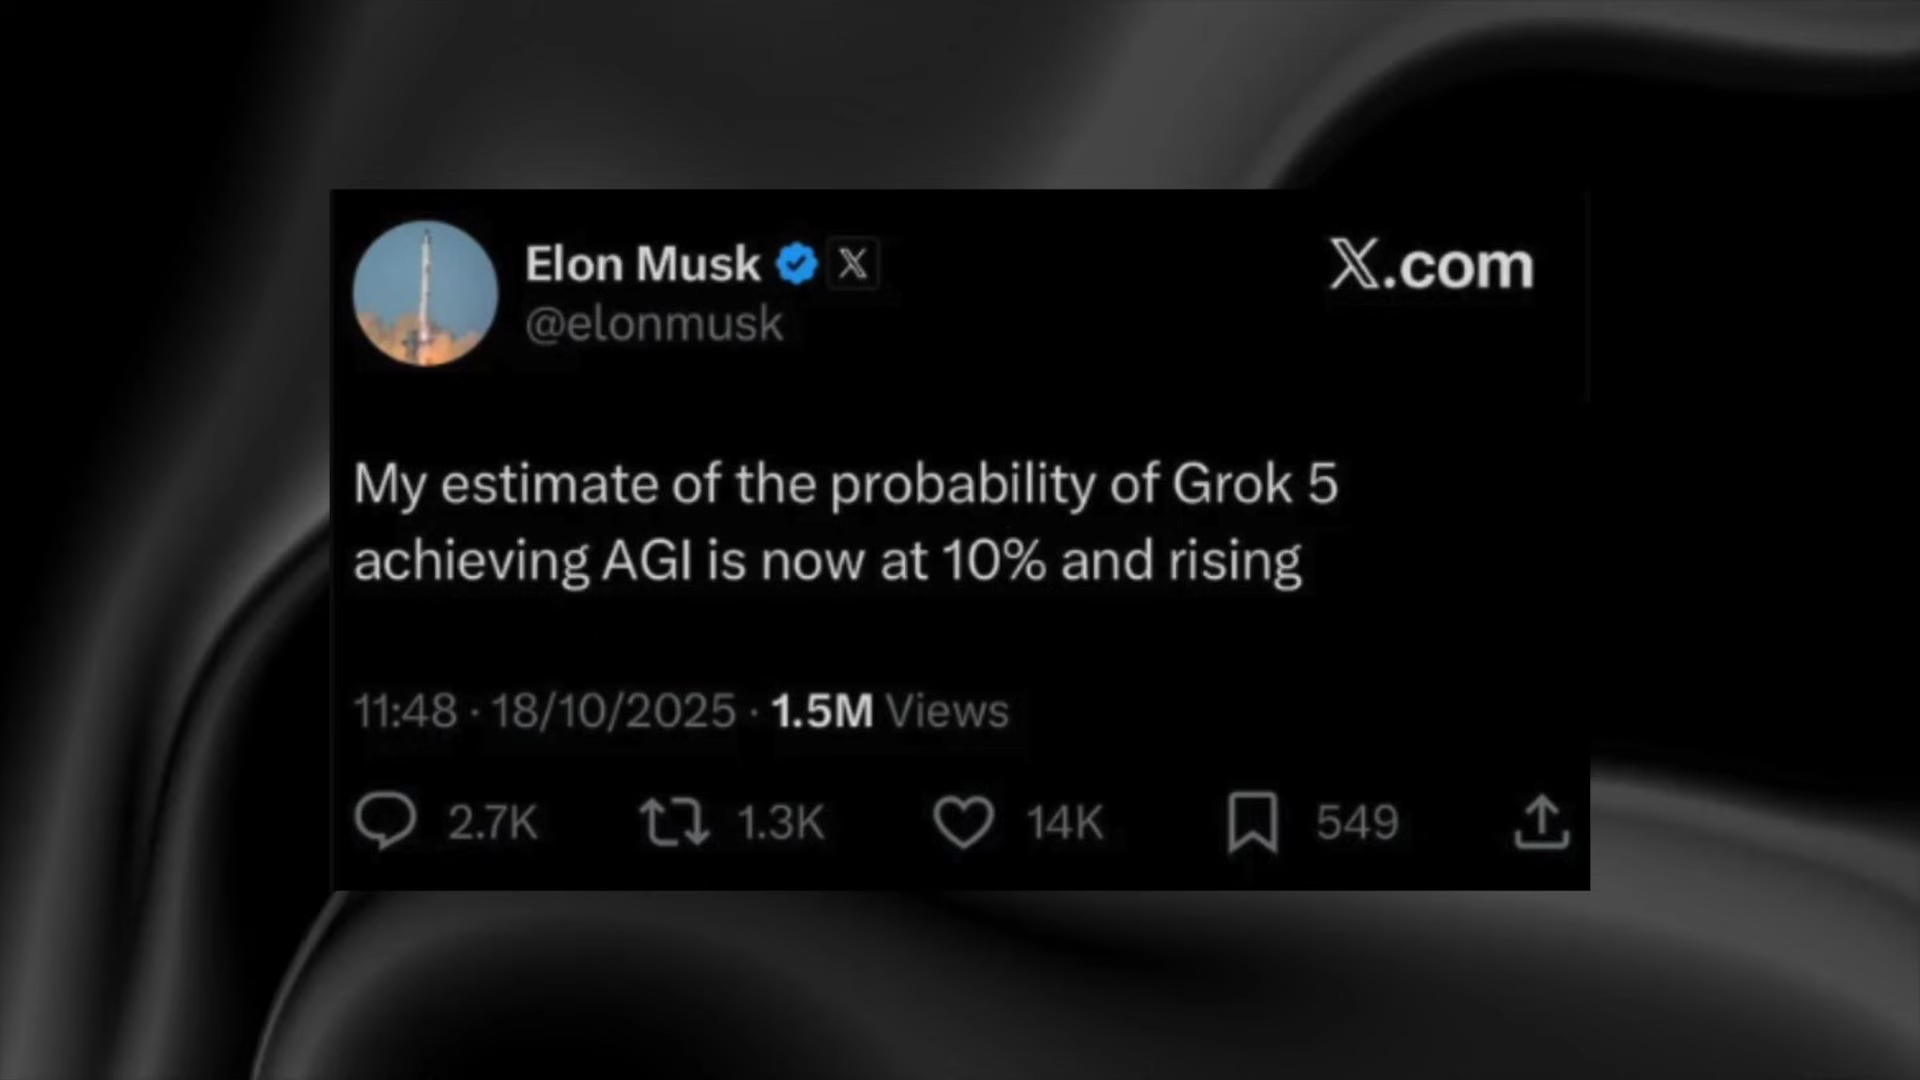 Elon Musk
X.com
@elonmusk
My estimate of the probability of Grok 5
achieving AGI is now at 10% and rising
11:48 · 18/10/2025 · 1.5M Views
2.7K 1.3K 14K 549